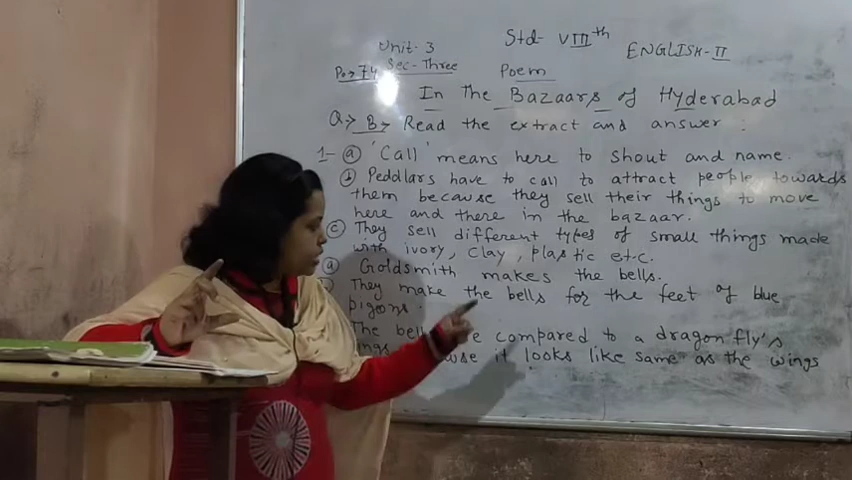 Unit-3 Std- VIIIth ENGLISH-II
Sec-Three Poem
In the Bazaars of Hyderabad
Q> B> Read the extract and answer
1- (a) 'Call' means here to shout and name.
(b) Peddlars have to call to attract people towards
them because they sell their things to move
here and there in the bazaar.
(c) They sell different types of small things made
with ivory, clay, plastic e.t.c.
(a) Goldsmith makes the bells.
They make the bells for the feet of blue
pigeons.
The compared to a dragon fly's
it looks like same as the wings